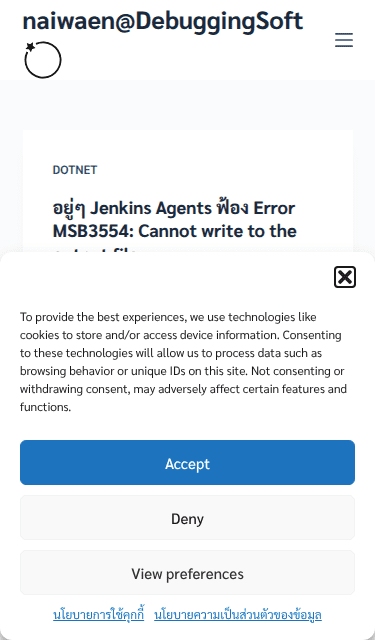 naiwaen@DebuggingSoft
DOTNET
อยู่ๆ Jenkins Agents ฟ้อง Error
MSB3554: Cannot write to the
To provide the best experiences, we use technologies like
cookies to store and/or access device information. Consenting
to these technologies will allow us to process data such as
browsing behavior or unique IDs on this site. Not consenting or
withdrawing consent, may adversely affect certain features and
functions.
Accept
Deny
View preferences
นโยบายการใช้คุกกี้ นโยบายความเป็นส่วนตัวของข้อมูล